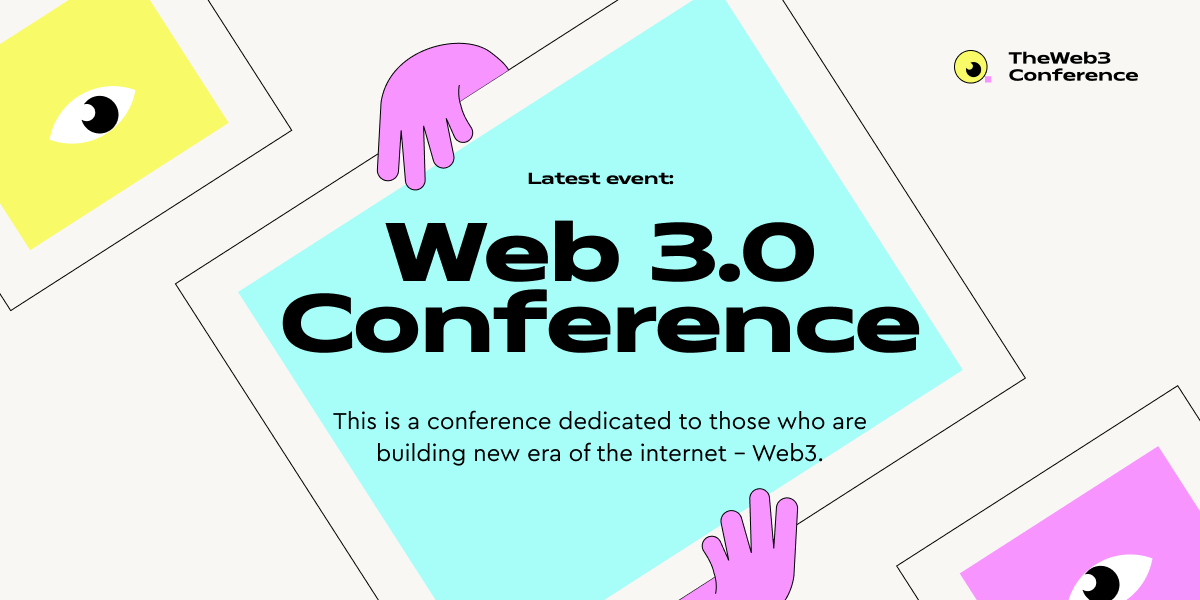 TheWeb3
Conference
Latest event:
Web 3.0
Conference
This is a conference dedicated to those who are
building new era of the internet – Web3.